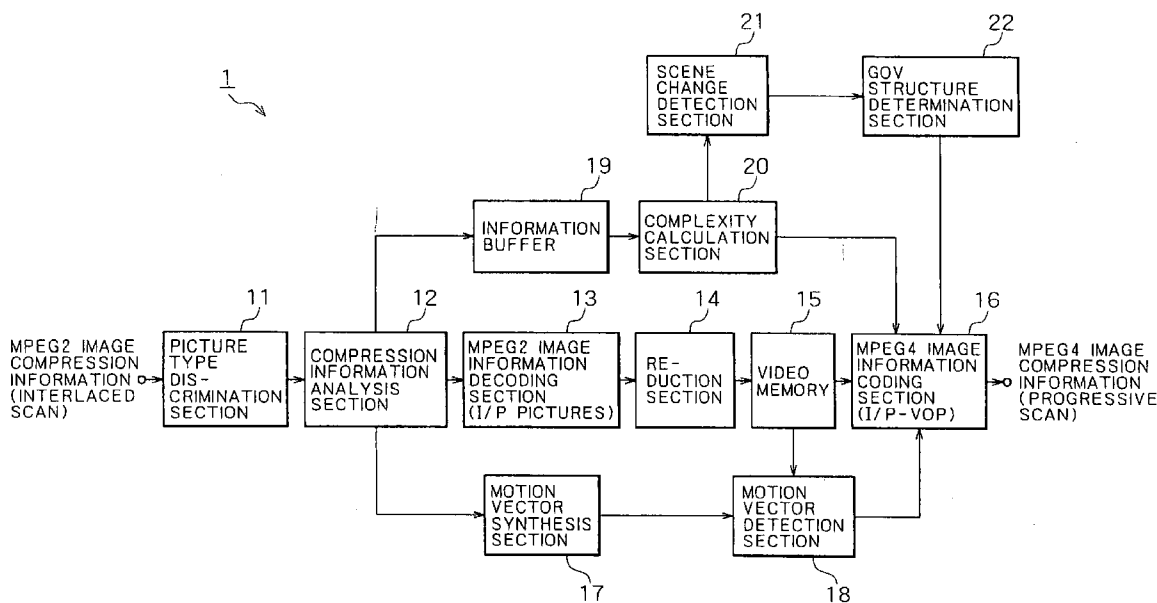 21
22
1
SCENE
CHANGE
DETECTION
SECTION
GOV
STRUCTURE
DETERMINATION
SECTION
19
20
INFORMATION
BUFFER
COMPLEXITY
CALCULATION
SECTION
11
12
13
14
15
16
MPEG2 IMAGE
COMPRESSION
INFORMATION
(INTERLACED
SCAN)
PICTURE
TYPE
DIS-
CRIMINATION
SECTION
COMPRESSION
INFORMATION
ANALYSIS
SECTION
MPEG2 IMAGE
INFORMATION
DECODING
SECTION
(I/P PICTURES)
RE-
DUCTION
SECTION
VIDEO
MEMORY
MPEG4 IMAGE
INFORMATION
CODING
SECTION
(I/P-VOP)
MPEG4 IMAGE
COMPRESSION
INFORMATION
(PROGRESSIVE
SCAN)
MOTION
VECTOR
SYNTHESIS
SECTION
MOTION
VECTOR
DETECTION
SECTION
17
18